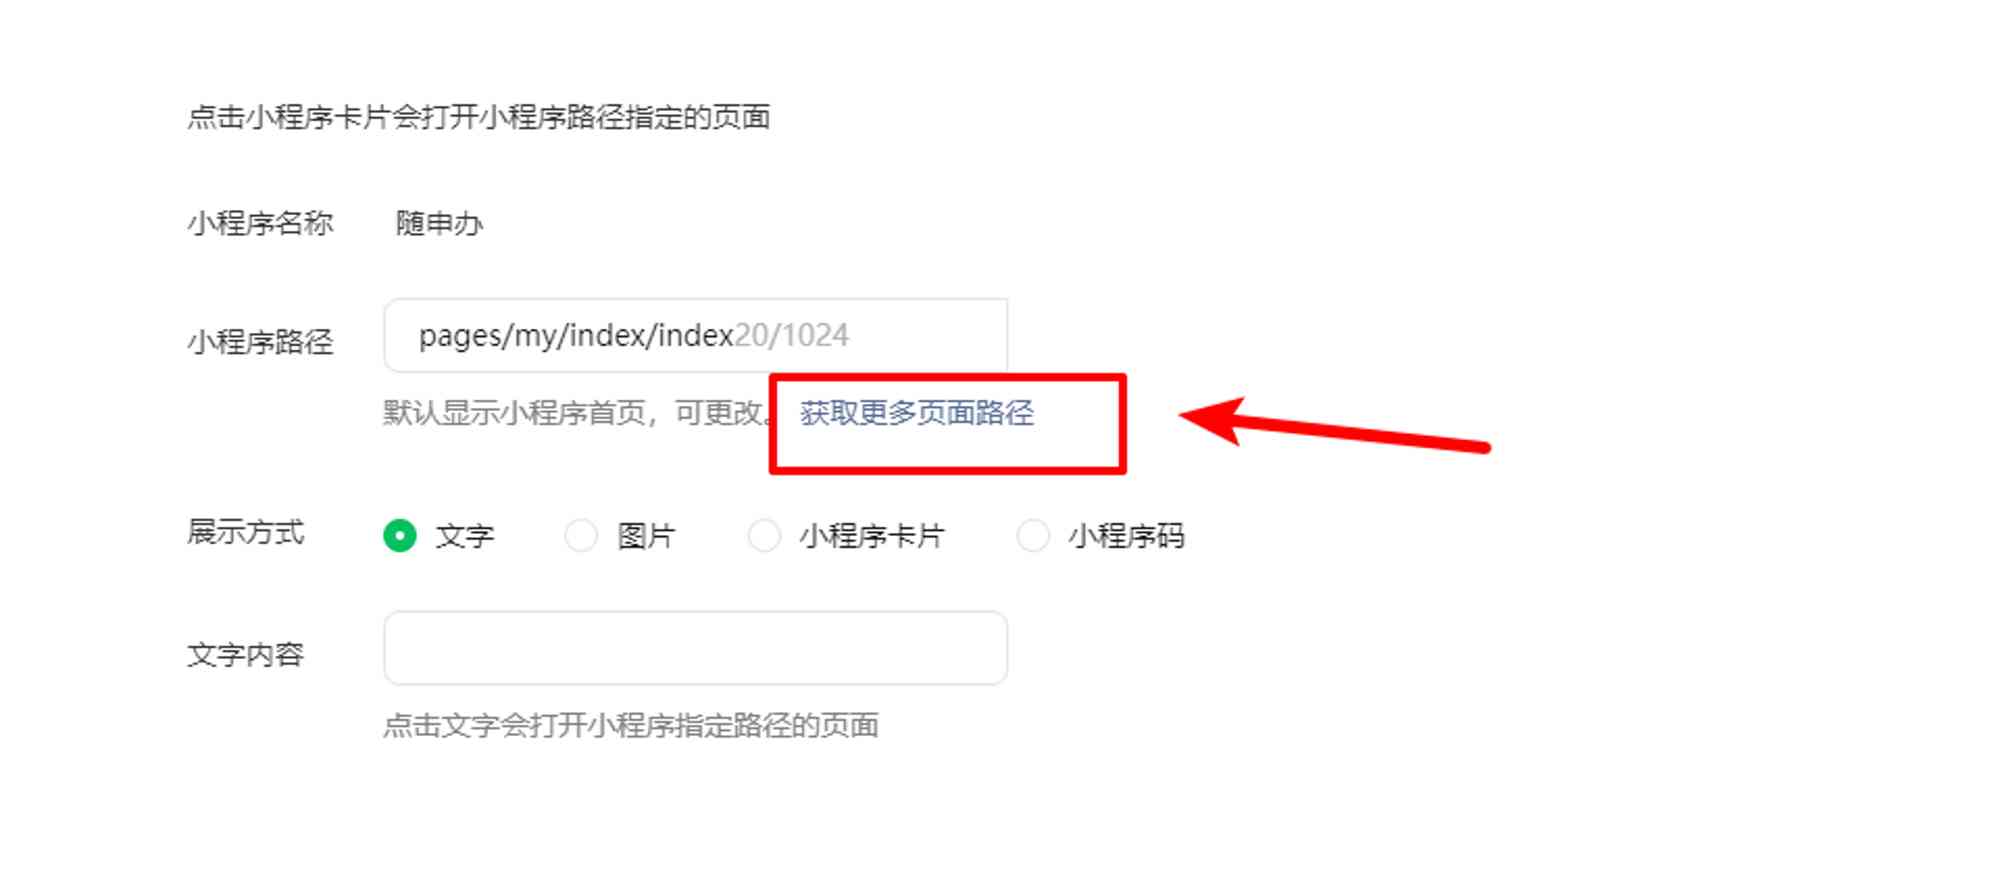 点击小程序卡片会打开小程序路径指定的页面
小程序名称 随申办
小程序路径 pages/my/index/index20/1024
默认显示小程序首页，可更改。 获取更多页面路径
展示方式 文字 图片 小程序卡片 小程序码
文字内容
点击文字会打开小程序指定路径的页面